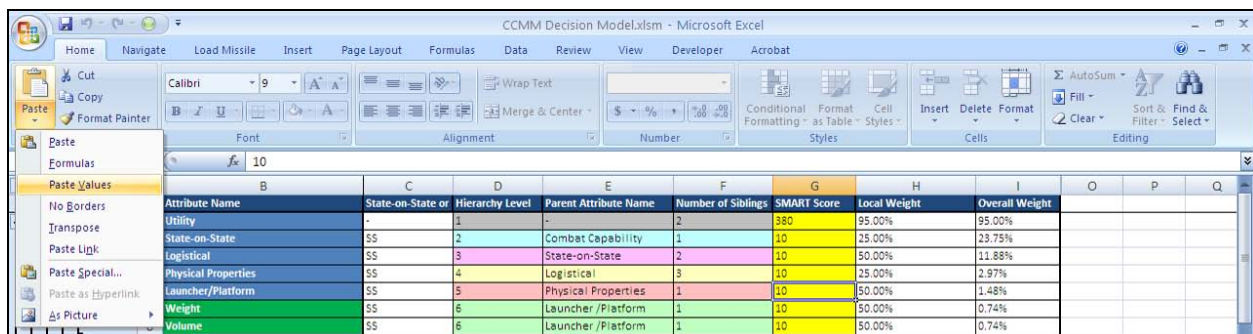 CCMM Decision Model.xlsm - Microsoft Excel
Home Navigate Load Missile Insert Page Layout Formulas Data Review View Developer Acrobat
Cut
Copy
Format Painter
Paste
Calibri 9
Wrap Text
Merge & Center
Conditional Formatting Format as Table Cell Styles
Insert Delete Format
AutoSum
Fill
Clear
Sort & Filter Find & Select
Font Alignment Number Styles Cells Editing
Paste
Formulas
Paste Values
No Borders
Transpose
Paste Link
Paste Special...
Paste as Hyperlink
As Picture
fx 10
B C D E F G H I O P Q
Attribute Name State-on-State or Hierarchy Level Parent Attribute Name Number of Siblings SMART Score Local Weight Overall Weight
Utility - 1 - 2 380 95.00% 95.00%
State-on-State SS 2 Combat Capability 1 10 25.00% 23.75%
Logistical SS 3 State-on-State 2 10 50.00% 11.88%
Physical Properties SS 4 Logistical 3 10 25.00% 2.97%
Launcher/Platform SS 5 Physical Properties 1 10 50.00% 1.48%
Weight SS 6 Launcher /Platform 1 10 50.00% 0.74%
Volume SS 6 Launcher /Platform 1 10 50.00% 0.74%